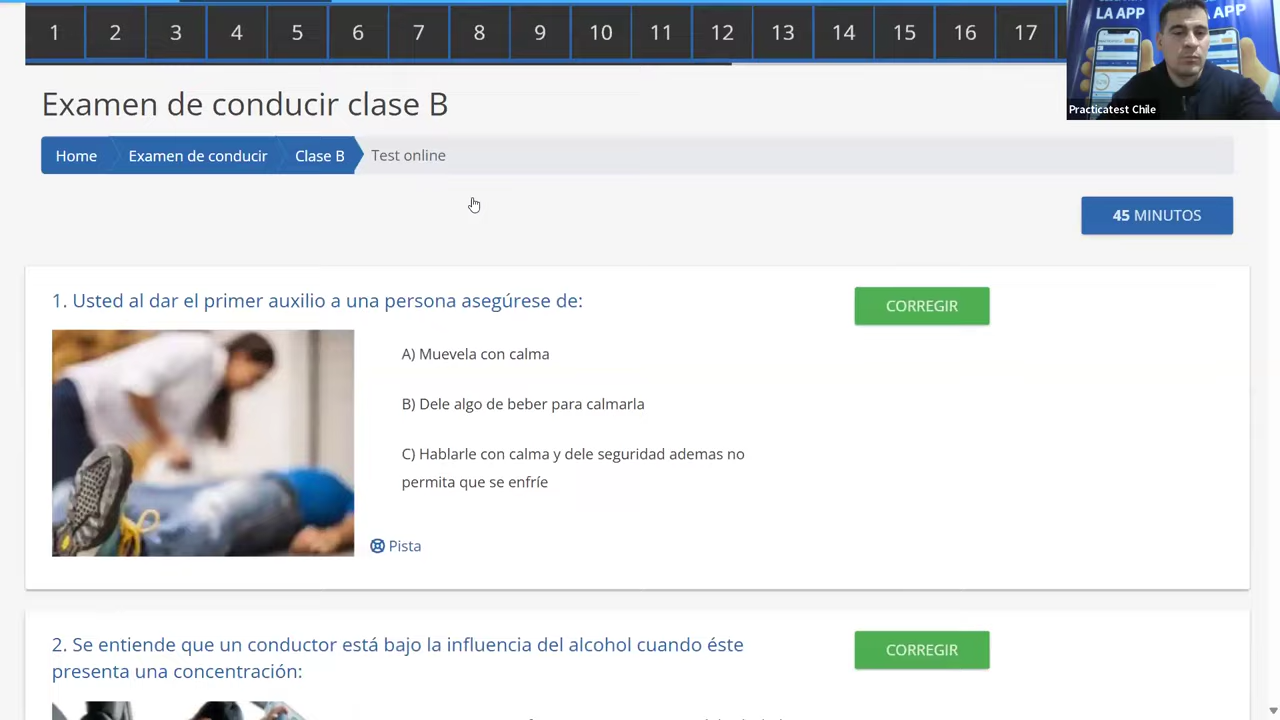 1 2 3 4 5 6 7 8 9 10 11 12 13 14 15 16 17
LA APP
APP
Practicatest Chile
Examen de conducir clase B
Home Examen de conducir Clase B Test online
45 MINUTOS
1. Usted al dar el primer auxilio a una persona asegúrese de:
CORREGIR
A) Muevela con calma
B) Dele algo de beber para calmarla
C) Hablarle con calma y dele seguridad ademas no
permita que se enfríe
Pista
2. Se entiende que un conductor está bajo la influencia del alcohol cuando éste
presenta una concentración:
CORREGIR